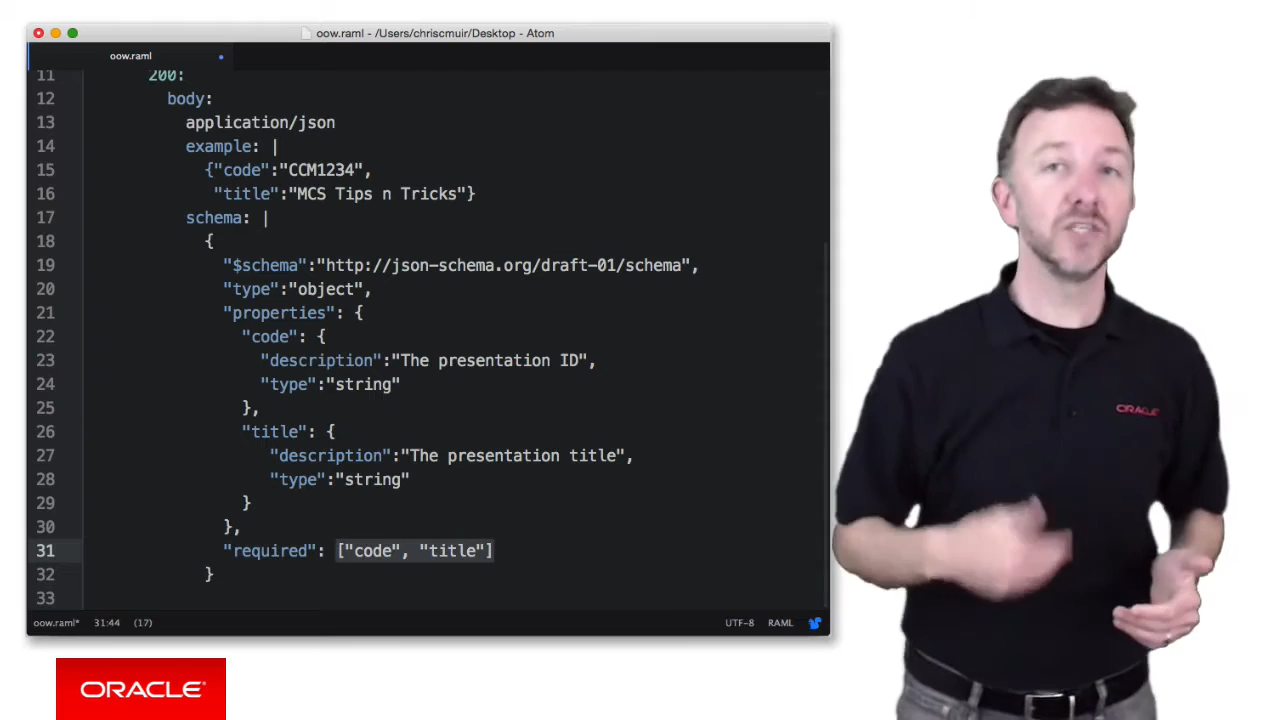 oow.raml - /Users/chriscmuir/Desktop - Atom
oow.raml
11 200:
12 body:
13 application/json
14 example: |
15 {"code":"CCM1234",
16 "title":"MCS Tips n Tricks"}
17 schema: |
18 {
19 "$schema":"http://json-schema.org/draft-01/schema",
20 "type":"object",
21 "properties": {
22 "code": {
23 "description":"The presentation ID",
24 "type":"string"
25 },
26 "title": {
27 "description":"The presentation title",
28 "type":"string"
29 }
30 },
31 "required": ["code", "title"]
32 }
33
oow.raml* 31:44 (17) UTF-8 RAML
ORACLE
ORACLE